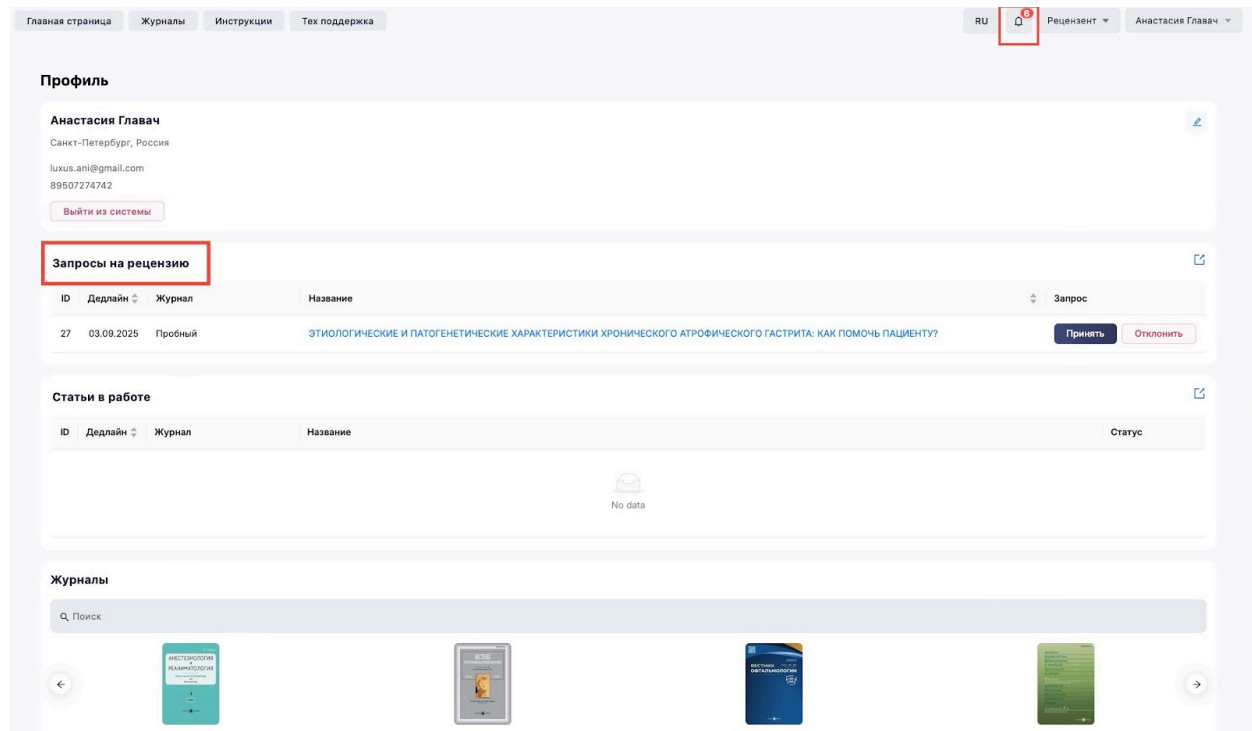 Главная страница Журналы Инструкции Тех поддержка RU 6 Рецензент Анастасия Главач
Профиль
Анастасия Главач
Санкт-Петербург, Россия
luxus.ani@gmail.com
89507274742
Выйти из системы
Запросы на рецензию
ID Дедлайн Журнал Название Запрос
27 03.09.2025 Пробный ЭТИОЛОГИЧЕСКИЕ И ПАТОГЕНЕТИЧЕСКИЕ ХАРАКТЕРИСТИКИ ХРОНИЧЕСКОГО АТРОФИЧЕСКОГО ГАСТРИТА: КАК ПОМОЧЬ ПАЦИЕНТУ? Принять Отклонить
Статьи в работе
ID Дедлайн Журнал Название Статус
No data
Журналы
Поиск
АНЕСТЕЗИОЛОГИЯ
И
РЕАНИМАТОЛОГИЯ
ВЕСТНИК
ОФТАЛЬМОЛОГИИ